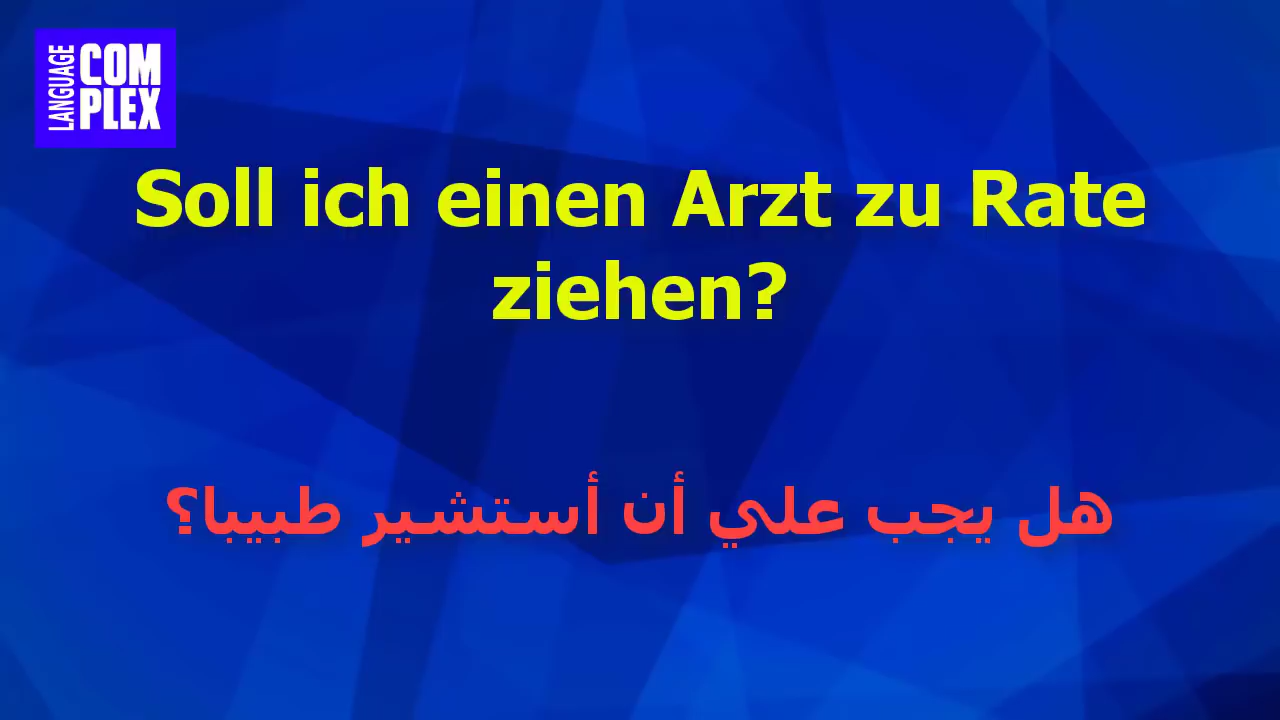 LANGUAGE
COM
PLEX
Soll ich einen Arzt zu Rate
ziehen?
هل يجب علي أن أستشير طبيبا؟